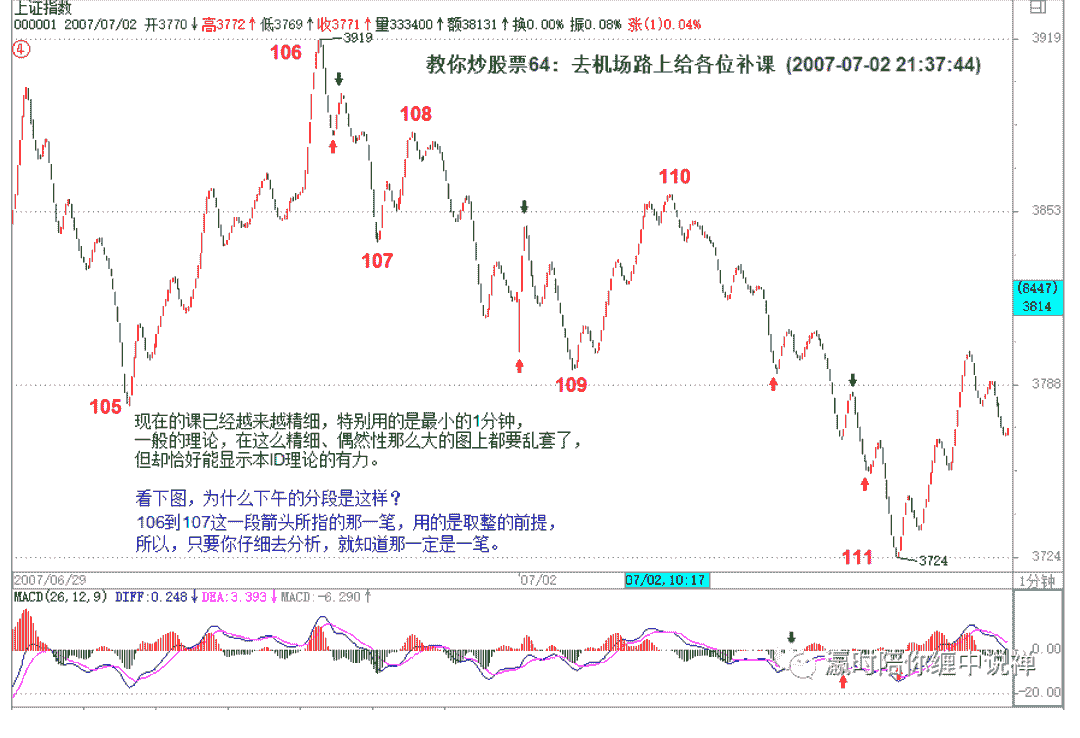 上证指数
000001 2007/07/02 开3770↓高3772↑低3769↑收3771↑量333400↑额38131↑换0.00% 振0.08% 涨(1)0.04%
④
教你炒股票64：去机场路上给各位补课 (2007-07-02 21:37:44)
3919
3919
106
108
110
3853
107
(8447)
3814
109
3788
105
现在的课已经越来越精细，特别用的是最小的1分钟，
一般的理论，在这么精细、偶然性那么大的图上都要乱套了，
但却恰好能显示本ID理论的有力。
看下图，为什么下午的分段是这样？
106到107这一段箭头所指的那一笔，用的是取整的前提，
所以，只要你仔细去分析，就知道那一定是一笔。
111
3724
3724
2007/06/29
07/02
07/02,10:17
1分钟
MACD(26,12,9) DIFF:0.248↓DEA:3.393↓MACD:-6.290↑
0.00
瀛时陪你缠中说禅
-20.00